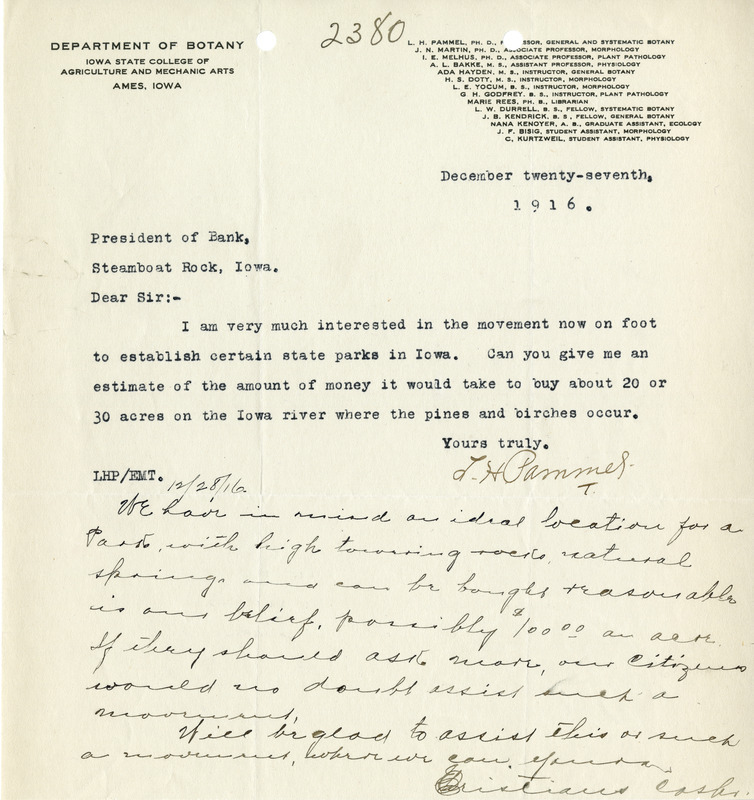 2380
DEPARTMENT OF BOTANY
IOWA STATE COLLEGE OF
AGRICULTURE AND MECHANIC ARTS
AMES, IOWA
L. H. PAMMEL, PH. D., SSOR, GENERAL AND SYSTEMATIC BOTANY
J. N. MARTIN, PH. D., ASSOCIATE PROFESSOR, MORPHOLOGY
I. E. MELHUS, PH. D., ASSOCIATE PROFESSOR, PLANT PATHOLOGY
A. L. BAKKE, M. S., ASSISTANT PROFESSOR, PHYSIOLOGY
ADA HAYDEN, M. S., INSTRUCTOR, GENERAL BOTANY
H. S. DOTY, M. S., INSTRUCTOR, MORPHOLOGY
L. E. YOCUM, B. S., INSTRUCTOR, MORPHOLOGY
G H. GODFREY, B. S., INSTRUCTOR, PLANT PATHOLOGY
MARIE REES, PH. B., LIBRARIAN
L. W. DURRELL, B. S., FELLOW, SYSTEMATIC BOTANY
J. B. KENDRICK, B. S , FELLOW, GENERAL BOTANY
NANA KENOYER, A. B., GRADUATE ASSISTANT, ECOLOGY
J. F. BISIG, STUDENT ASSISTANT, MORPHOLOGY
C. KURTZWEIL, STUDENT ASSISTANT, PHYSIOLOGY
December twenty-seventh,
1 9 1 6 .
President of Bank,
Steamboat Rock, Iowa.
Dear Sir:-
I am very much interested in the movement now on foot
to establish certain state parks in Iowa. Can you give me an
estimate of the amount of money it would take to buy about 20 or
30 acres on the Iowa river where the pines and birches occur.
Yours truly.
L H Pammel.
T.
LHP/EMT.
12/28/16
We have in mind an ideal location for a
Park, with high towering rocks, natural
springs and can be bought reasonable
is our belief, possibly $100 00 an acre.
If they should ask more, our Citizens
would no doubt assist such a
movement.
Will be glad to assist this or such
a movement, where we can. Yours
Cashr.